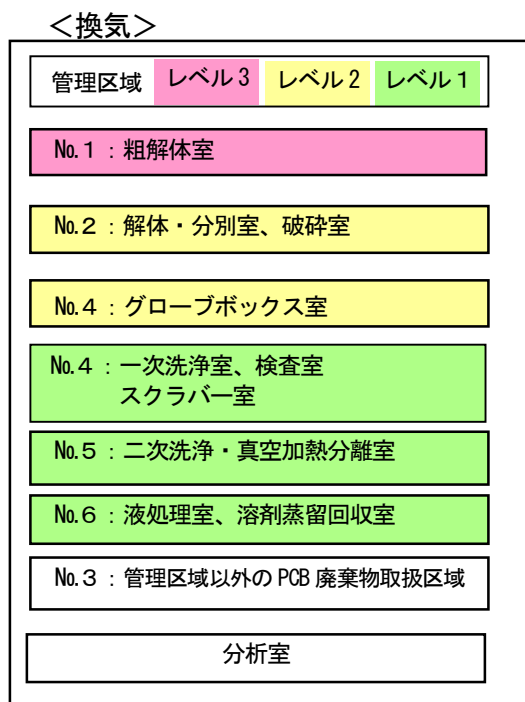 ＜換気＞
管理区域 レベル3 レベル2 レベル1
No.1：粗解体室
No.2：解体・分別室、破砕室
No.4：グローブボックス室
No.4：一次洗浄室、検査室
スクラバー室
No.5：二次洗浄・真空加熱分離室
No.6：液処理室、溶剤蒸留回収室
No.3：管理区域以外のPCB廃棄物取扱区域
分析室